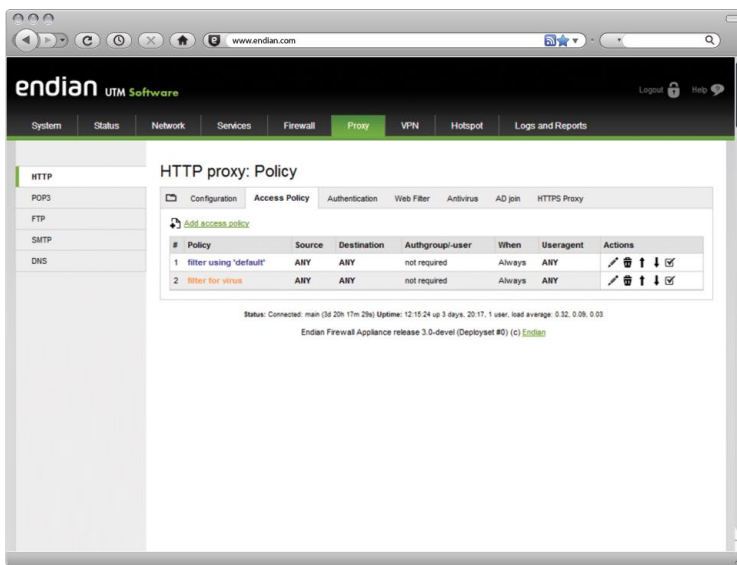 www.endian.com
endian UTM Software
Logout Help
System Status Network Services Firewall Proxy VPN Hotspot Logs and Reports
HTTP
POP3
FTP
SMTP
DNS
HTTP proxy: Policy
Configuration Access Policy Authentication Web Filter Antivirus AD join HTTPS Proxy
Add access policy
# Policy Source Destination Authgroup/-user When Useragent Actions
1 filter using 'default' ANY ANY not required Always ANY
2 filter for virus ANY ANY not required Always ANY
Status: Connected: main (3d 20h 17m 29s) Uptime: 12:15:24 up 3 days, 20:17, 1 user, load average: 0.32, 0.09, 0.03
Endian Firewall Appliance release 3.0-devel (Deployset #0) (c) Endian